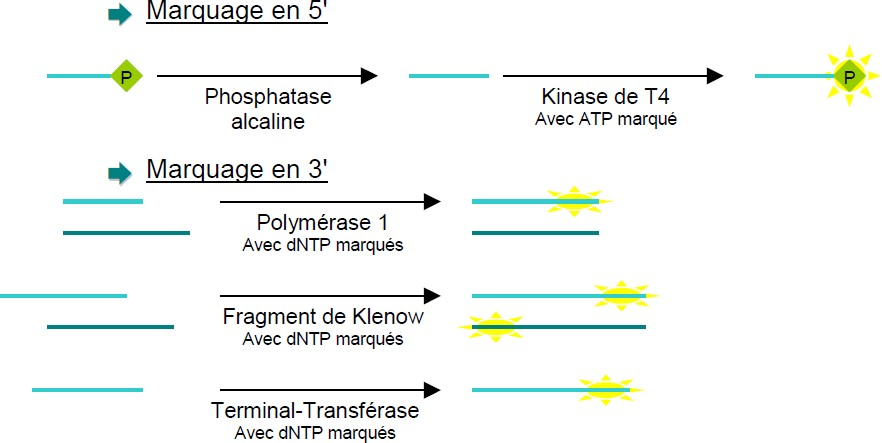 Marquage en 5'
P
P
Phosphatase
alcaline
Kinase de T4
Avec ATP marqué
Marquage en 3'
Polymérase 1
Avec dNTP marqués
Fragment de Klenow
Avec dNTP marqués
Terminal-Transférase
Avec dNTP marqués